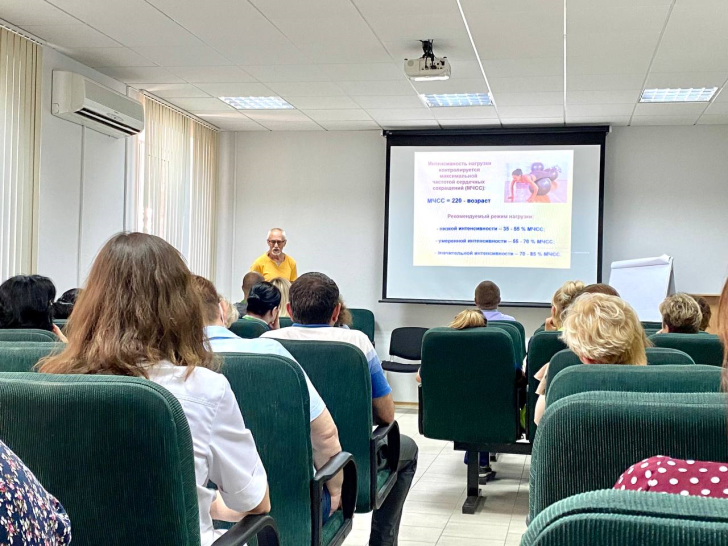 Интенсивность нагрузки
контролируется
максимальной
частотой сердечных
сокращений (МЧСС):
МЧСС = 220 - возраст
Рекомендуемый режим нагрузки:
- низкой интенсивности – 35 - 55 % МЧСС;
- умеренной интенсивности – 55 - 70 % МЧСС;
- значительной интенсивности – 70 - 85 % МЧСС.